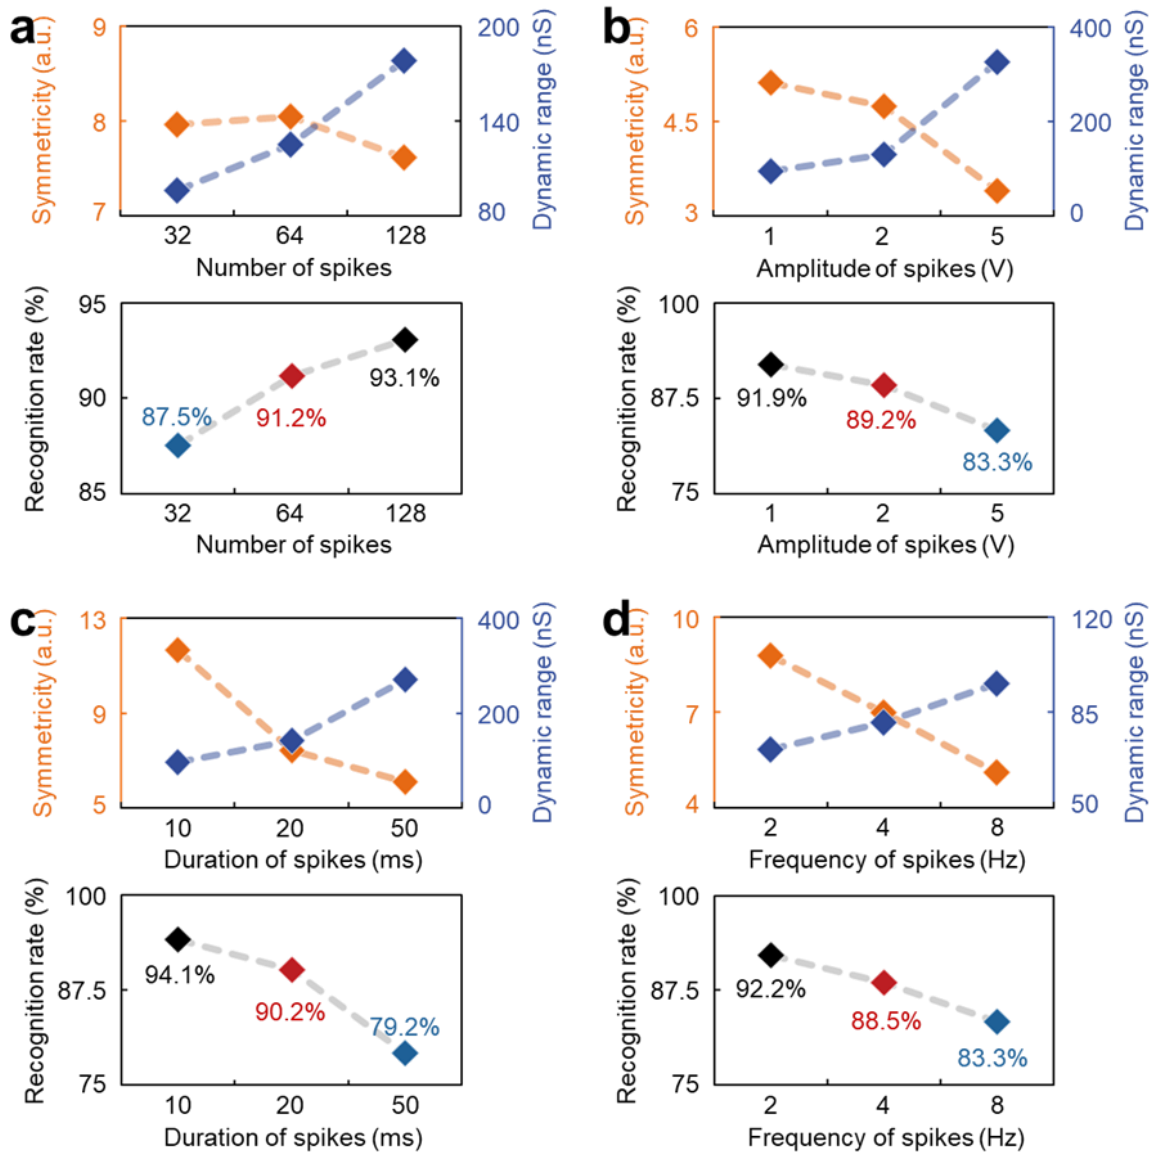 a
Symmetricity (a.u.)
9
8
7
200
140
80
Dynamic range (nS)
32 64 128
Number of spikes
Recognition rate (%)
95
90
85
87.5%
91.2%
93.1%
32 64 128
Number of spikes
b
Symmetricity (a.u.)
6
4.5
3
400
200
0
Dynamic range (nS)
1 2 5
Amplitude of spikes (V)
Recognition rate (%)
100
87.5
75
91.9%
89.2%
83.3%
1 2 5
Amplitude of spikes (V)
c
Symmetricity (a.u.)
13
9
5
400
200
0
Dynamic range (nS)
10 20 50
Duration of spikes (ms)
Recognition rate (%)
100
87.5
75
94.1%
90.2%
79.2%
10 20 50
Duration of spikes (ms)
d
Symmetricity (a.u.)
10
7
4
120
85
50
Dynamic range (nS)
2 4 8
Frequency of spikes (Hz)
Recognition rate (%)
100
87.5
75
92.2%
88.5%
83.3%
2 4 8
Frequency of spikes (Hz)